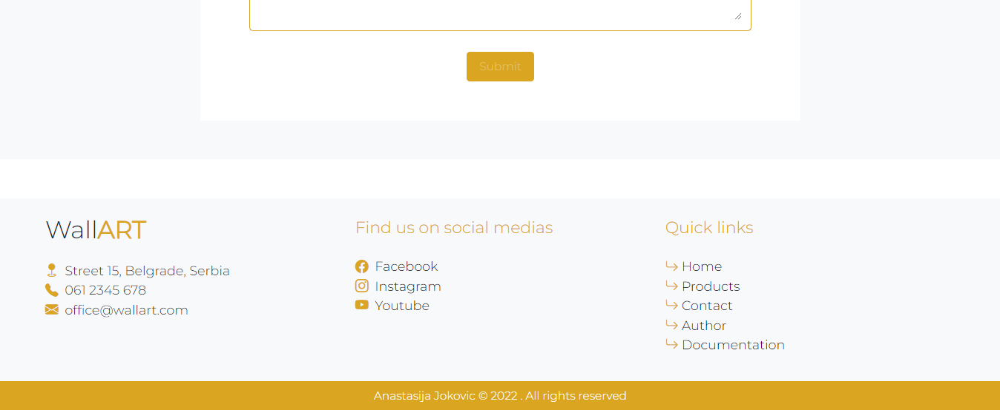 Submit
WallART
Street 15, Belgrade, Serbia
061 2345 678
office@wallart.com
Find us on social medias
Facebook
Instagram
Youtube
Quick links
Home
Products
Contact
Author
Documentation
Anastasija Jokovic © 2022 . All rights reserved